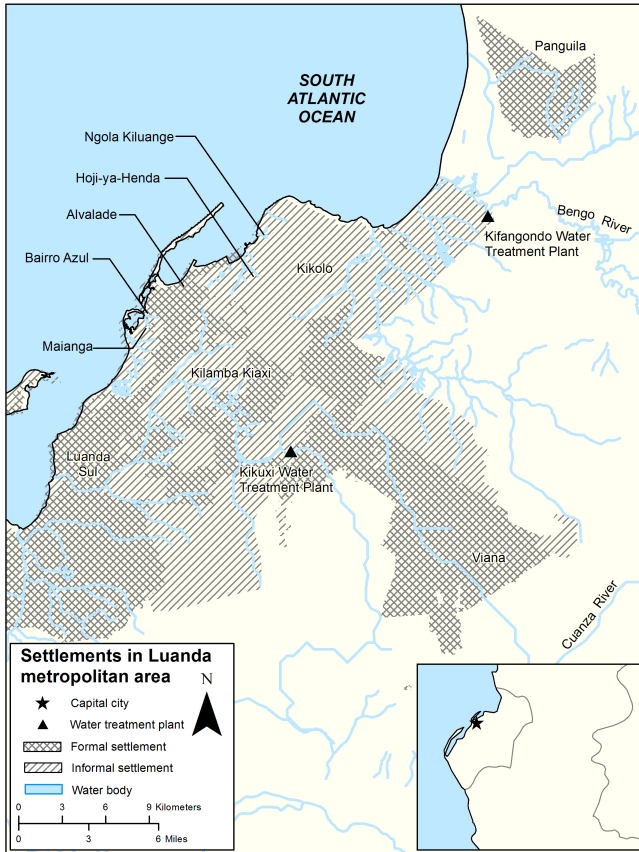 Panguila
SOUTH
ATLANTIC
OCEAN
Ngola Kiluange
Hoji-ya-Henda
Alvalade
Bengo River
Kifangondo Water
Treatment Plant
Bairro Azul
Kikolo
Maianga
Kilamba Kiaxi
Luanda
Sul
Kikuxi Water
Treatment Plant
Viana
Cuanza River
Settlements in Luanda
metropolitan area
N
Capital city
Water treatment plant
Formal settlement
Informal settlement
Water body
0 3 6 9 Kilometers
0 3 6 Miles